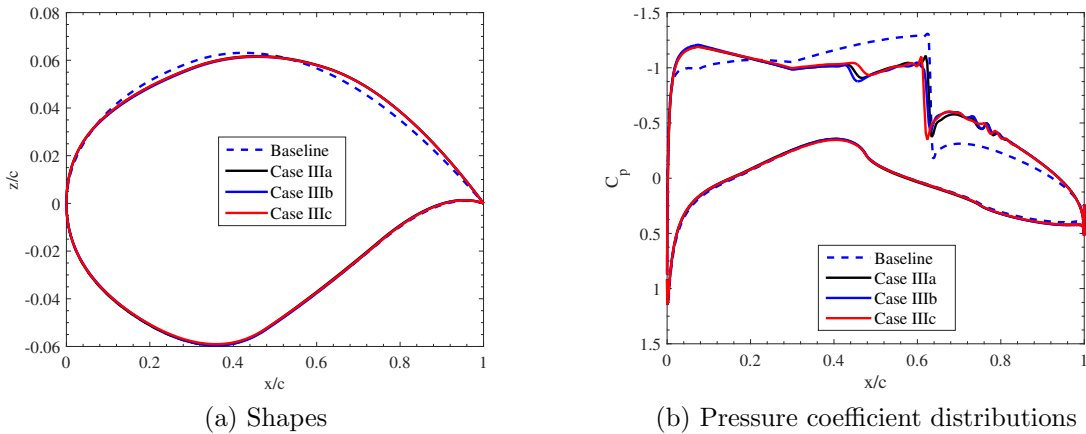 0.08
0.06
0.04
0.02
0
-0.02
-0.04
-0.06
z/c
0 0.2 0.4 0.6 0.8 1
x/c
Baseline
Case IIIa
Case IIIb
Case IIIc
(a) Shapes
-1.5
-1
-0.5
0
0.5
1
1.5
Cp
0 0.2 0.4 0.6 0.8 1
x/c
Baseline
Case IIIa
Case IIIb
Case IIIc
(b) Pressure coefficient distributions